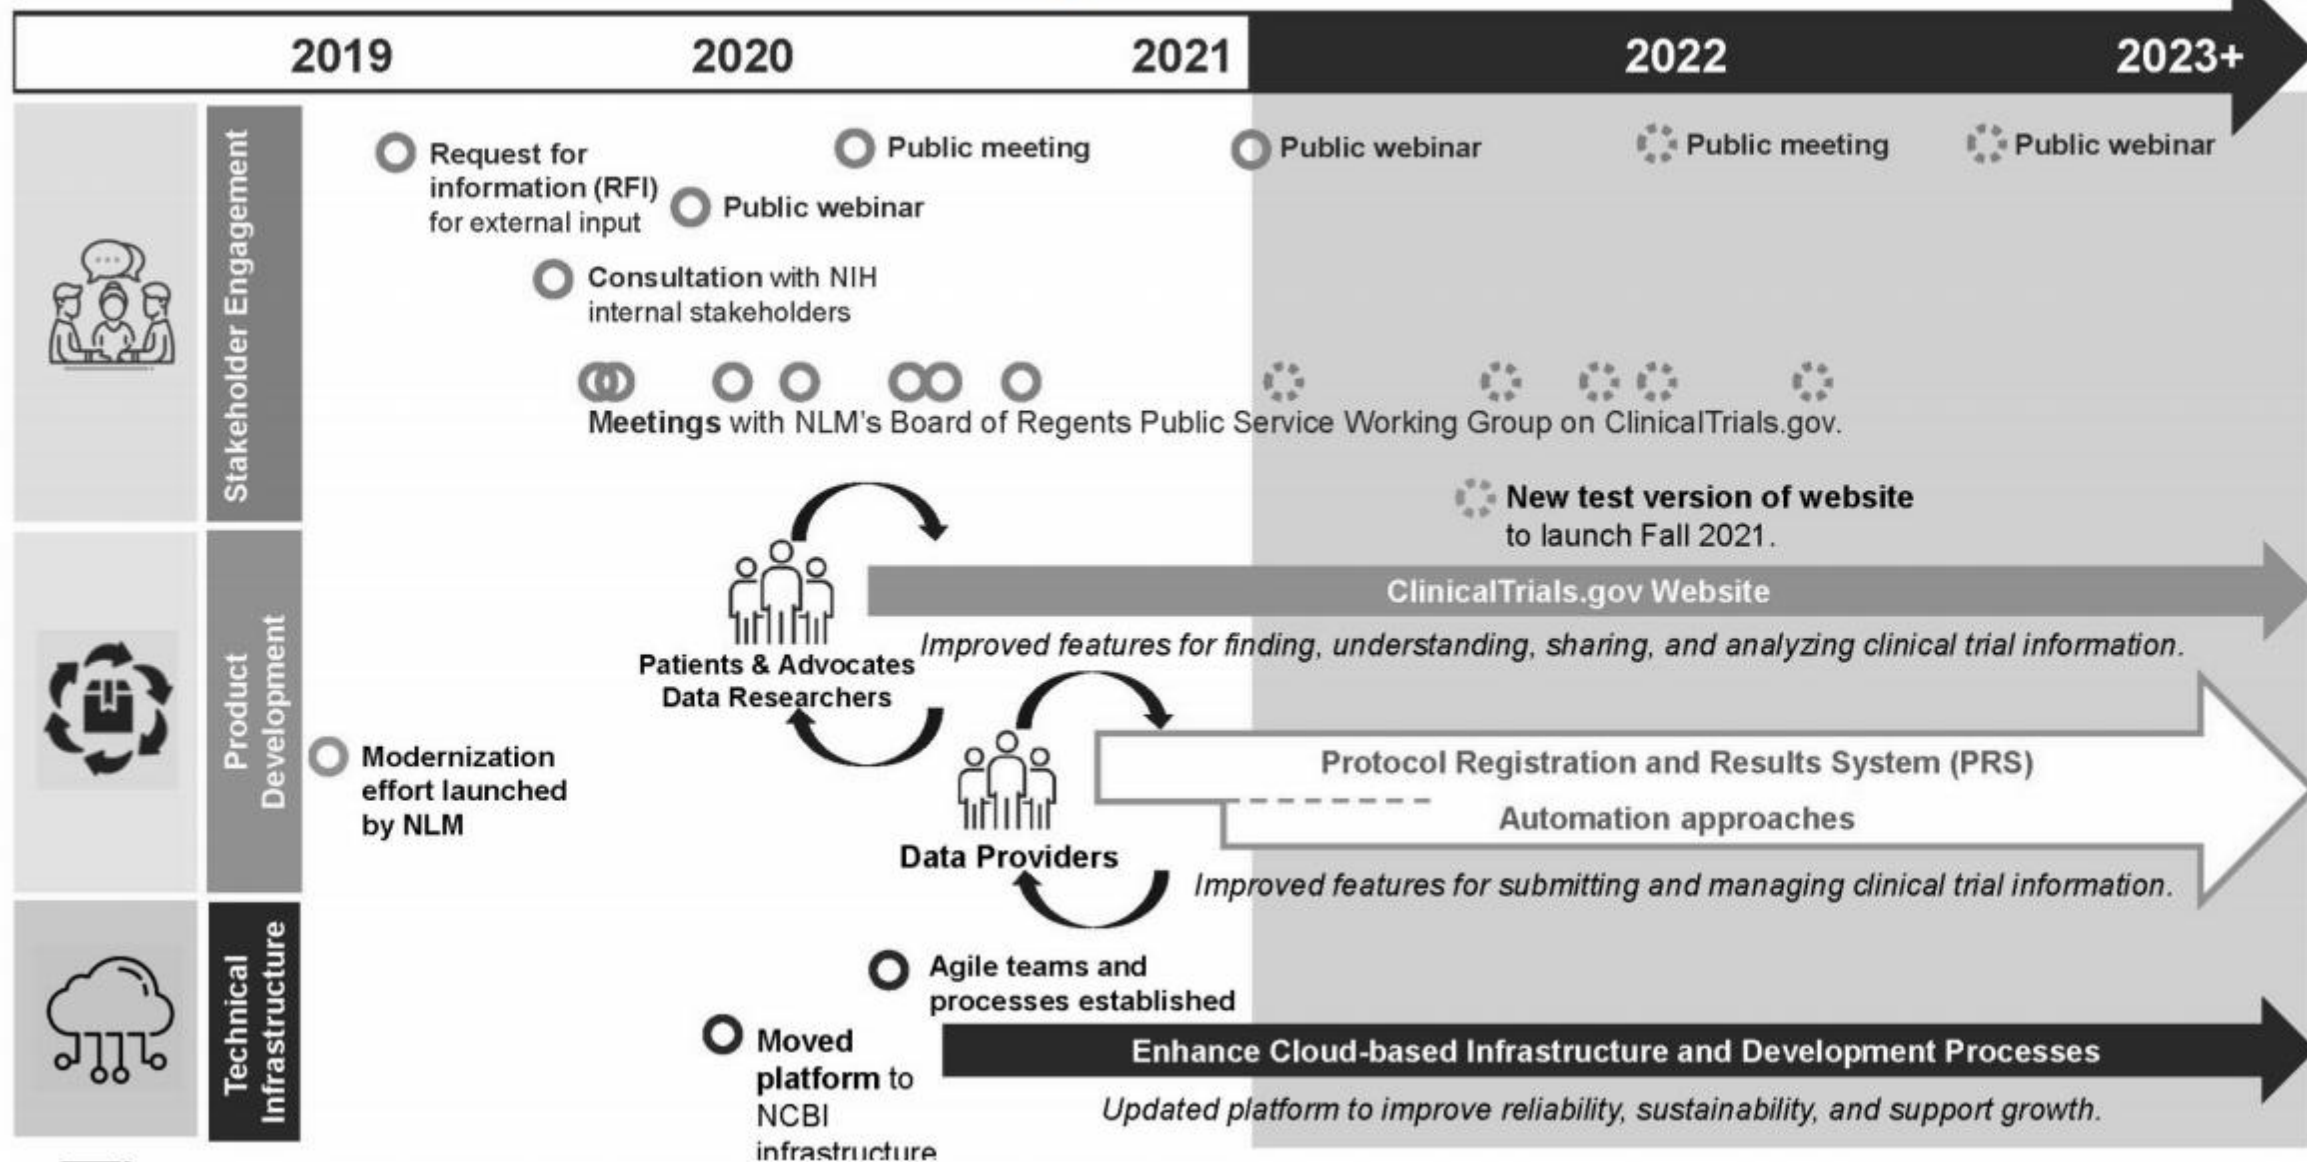 2019 2020 2021 2022 2023+
Stakeholder Engagement
Request for
information (RFI)
for external input
Public meeting
Public webinar
Public meeting
Public webinar
Public webinar
Consultation with NIH
internal stakeholders
Meetings with NLM's Board of Regents Public Service Working Group on ClinicalTrials.gov.
New test version of website
to launch Fall 2021.
Product
Development
ClinicalTrials.gov Website
Improved features for finding, understanding, sharing, and analyzing clinical trial information.
Patients & Advocates
Data Researchers
Modernization
effort launched
by NLM
Protocol Registration and Results System (PRS)
Automation approaches
Data Providers
Improved features for submitting and managing clinical trial information.
Technical
Infrastructure
Agile teams and
processes established
Moved
platform to
NCBI
infrastructure
Enhance Cloud-based Infrastructure and Development Processes
Updated platform to improve reliability, sustainability, and support growth.